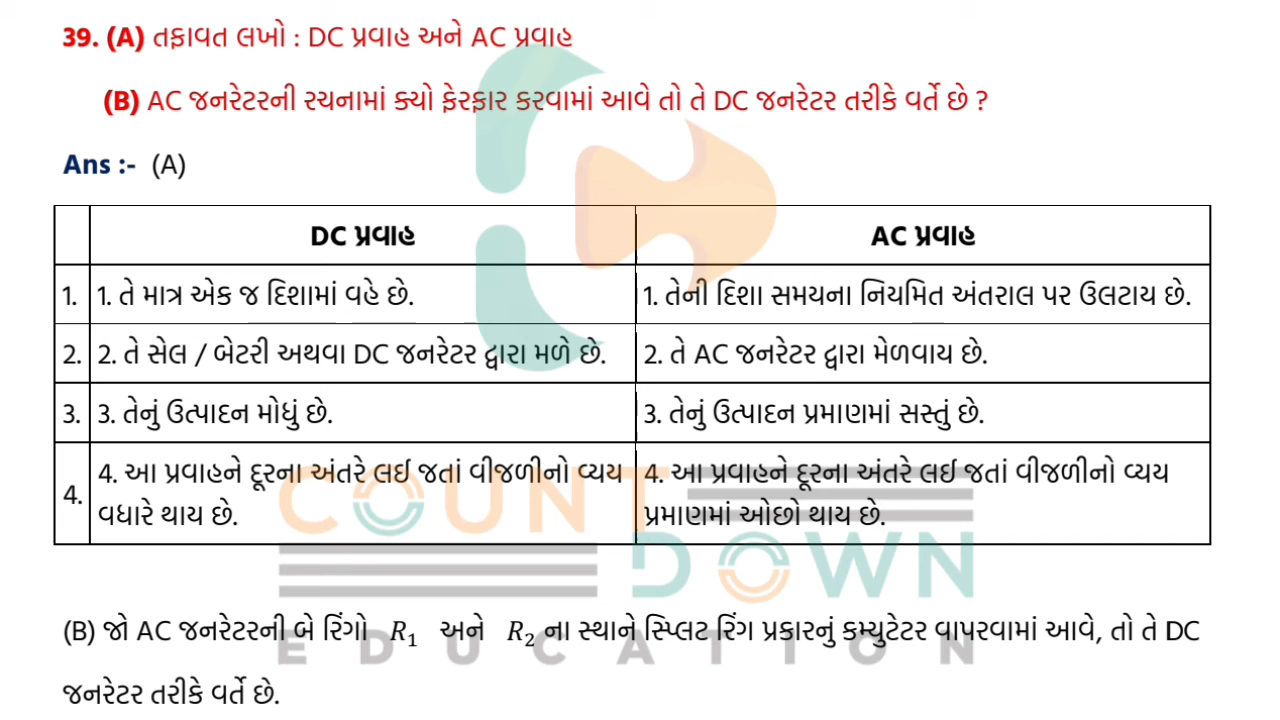 39. (A) તફાવત લખો : DC પ્રવાહ અને AC પ્રવાહ
(B) AC જનરેટરની રચનામાં ક્યો ફેરફાર કરવામાં આવે તો તે DC જનરેટર તરીકે વર્તે છે ?
Ans :- (A)
DC પ્રવાહ AC પ્રવાહ
1. 1. તે માત્ર એક જ દિશામાં વહે છે. 1. તેની દિશા સમયના નિયમિત અંતરાલ પર ઉલટાય છે.
2. 2. તે સેલ / બેટરી અથવા DC જનરેટર દ્વારા મળે છે. 2. તે AC જનરેટર દ્વારા મેળવાય છે.
3. 3. તેનું ઉત્પાદન મોધું છે. 3. તેનું ઉત્પાદન પ્રમાણમાં સસ્તું છે.
4. 4. આ પ્રવાહને દૂરના અંતરે લઈ જતાં વીજળીનો વ્યય 4. આ પ્રવાહને દૂરના અંતરે લઈ જતાં વીજળીનો વ્યય
વધારે થાય છે. પ્રમાણમાં ઓછો થાય છે.
COUNT
DOWN
(B) જો AC જનરેટરની બે રિંગો R₁ અને R₂ ના સ્થાને સ્પ્લિટ રિંગ પ્રકારનું કમ્યુટેટર વાપરવામાં આવે, તો તે DC
EDUCATION
જનરેટર તરીકે વર્તે છે.